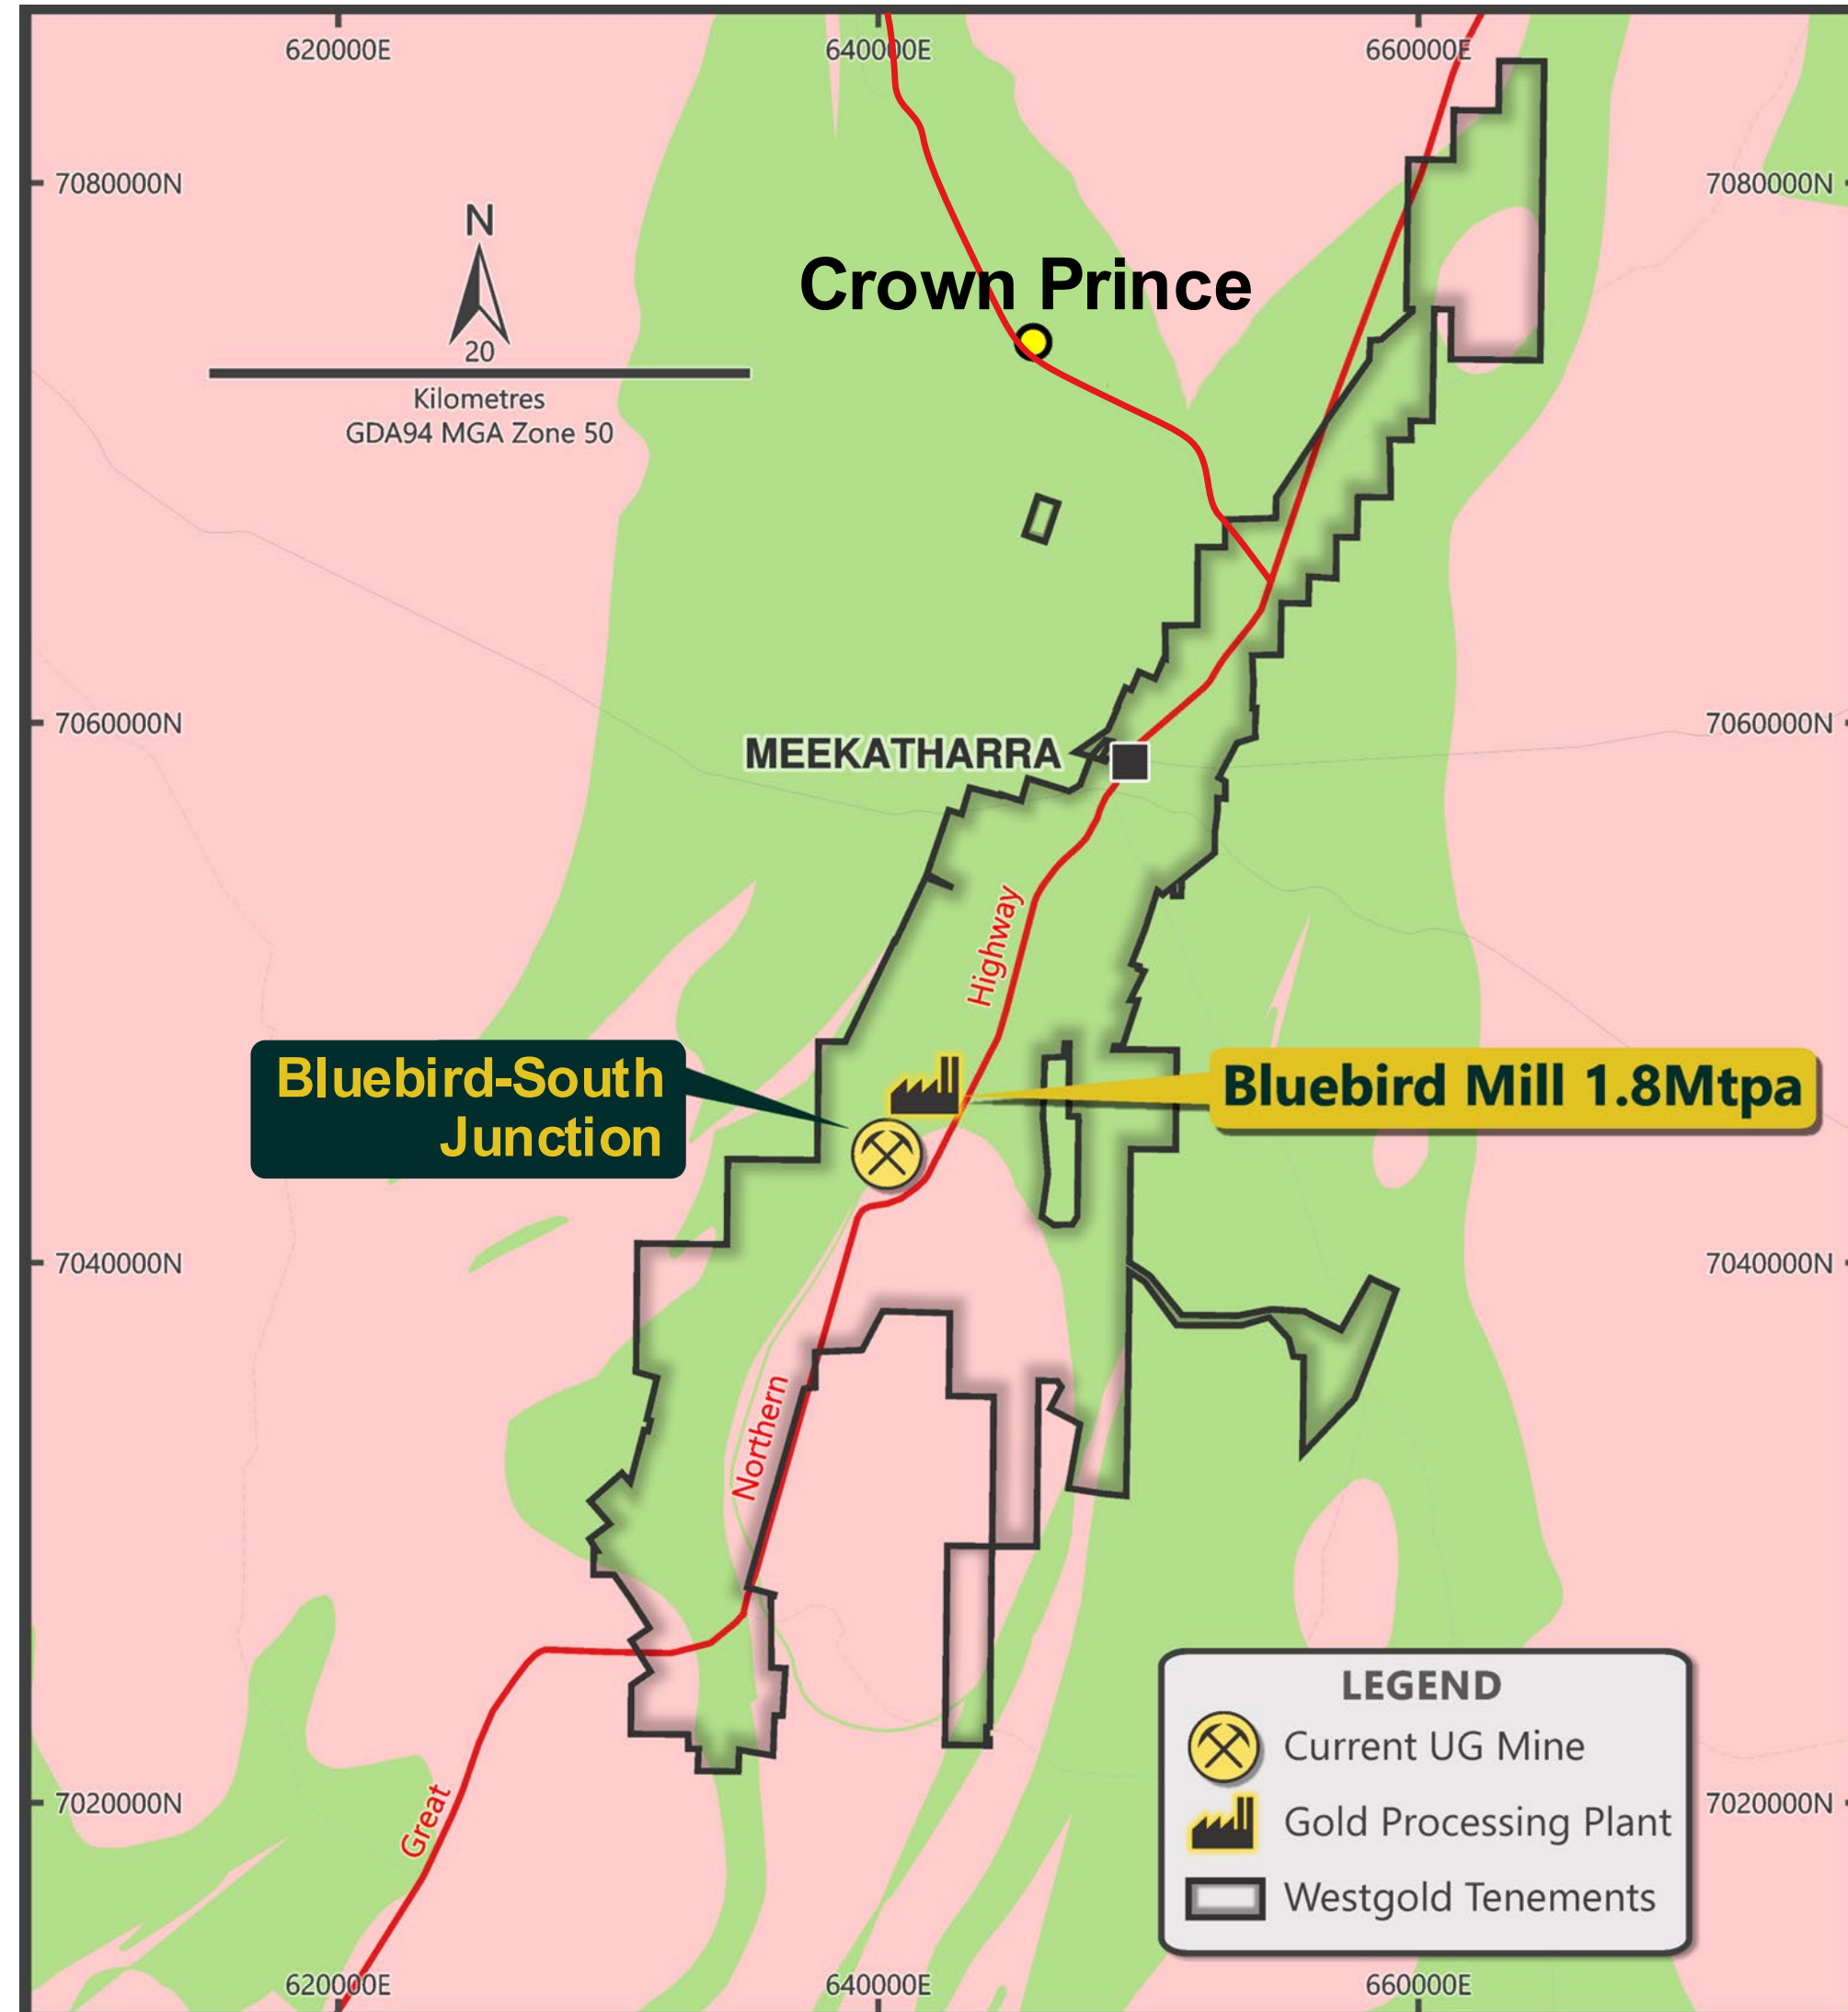 620000E
640000E
660000E
7080000N
7080000N
N
20
Kilometres
GDA94 MGA Zone 50
Crown Prince
7060000N
7060000N
MEEKATHARRA
Highway
Bluebird-South
Junction
Bluebird Mill 1.8Mtpa
7040000N
7040000N
Northern
Great
7020000N
7020000N
LEGEND
Current UG Mine
Gold Processing Plant
Westgold Tenements
620000E
640000E
660000E